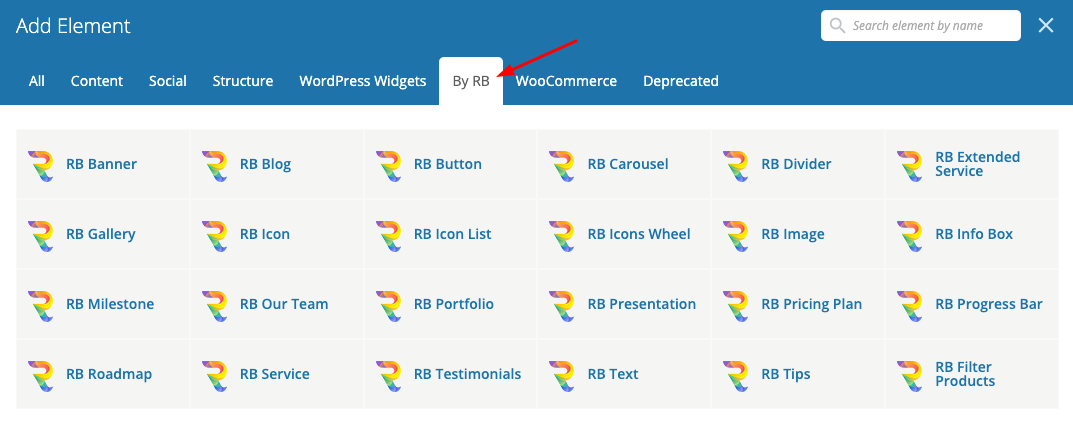 Add Element
Search element by name
All Content Social Structure WordPress Widgets By RB WooCommerce Deprecated
RB Banner RB Blog RB Button RB Carousel RB Divider RB Extended
Service
RB Gallery RB Icon RB Icon List RB Icons Wheel RB Image RB Info Box
RB Milestone RB Our Team RB Portfolio RB Presentation RB Pricing Plan RB Progress Bar
RB Roadmap RB Service RB Testimonials RB Text RB Tips RB Filter
Products